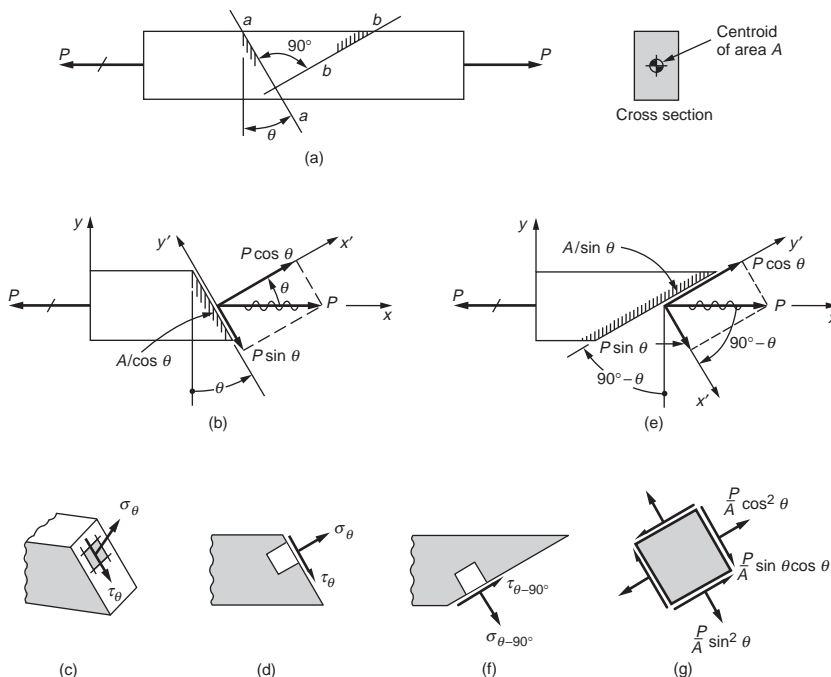 a
b
P
90°
P
b
a
θ
(a)
Centroid
of area A
Cross section
y
y′
x′
P cos θ
θ
P
P
x
A/cos θ
P sin θ
θ
(b)
y
A/sin θ
y′
P cos θ
P
P
x
P sin θ
90°–θ
90°–θ
x′
(e)
σθ
τθ
(c)
σθ
τθ
(d)
τθ–90°
σθ–90°
(f)
P/A cos² θ
P/A sin θ cos θ
P/A sin² θ
(g)